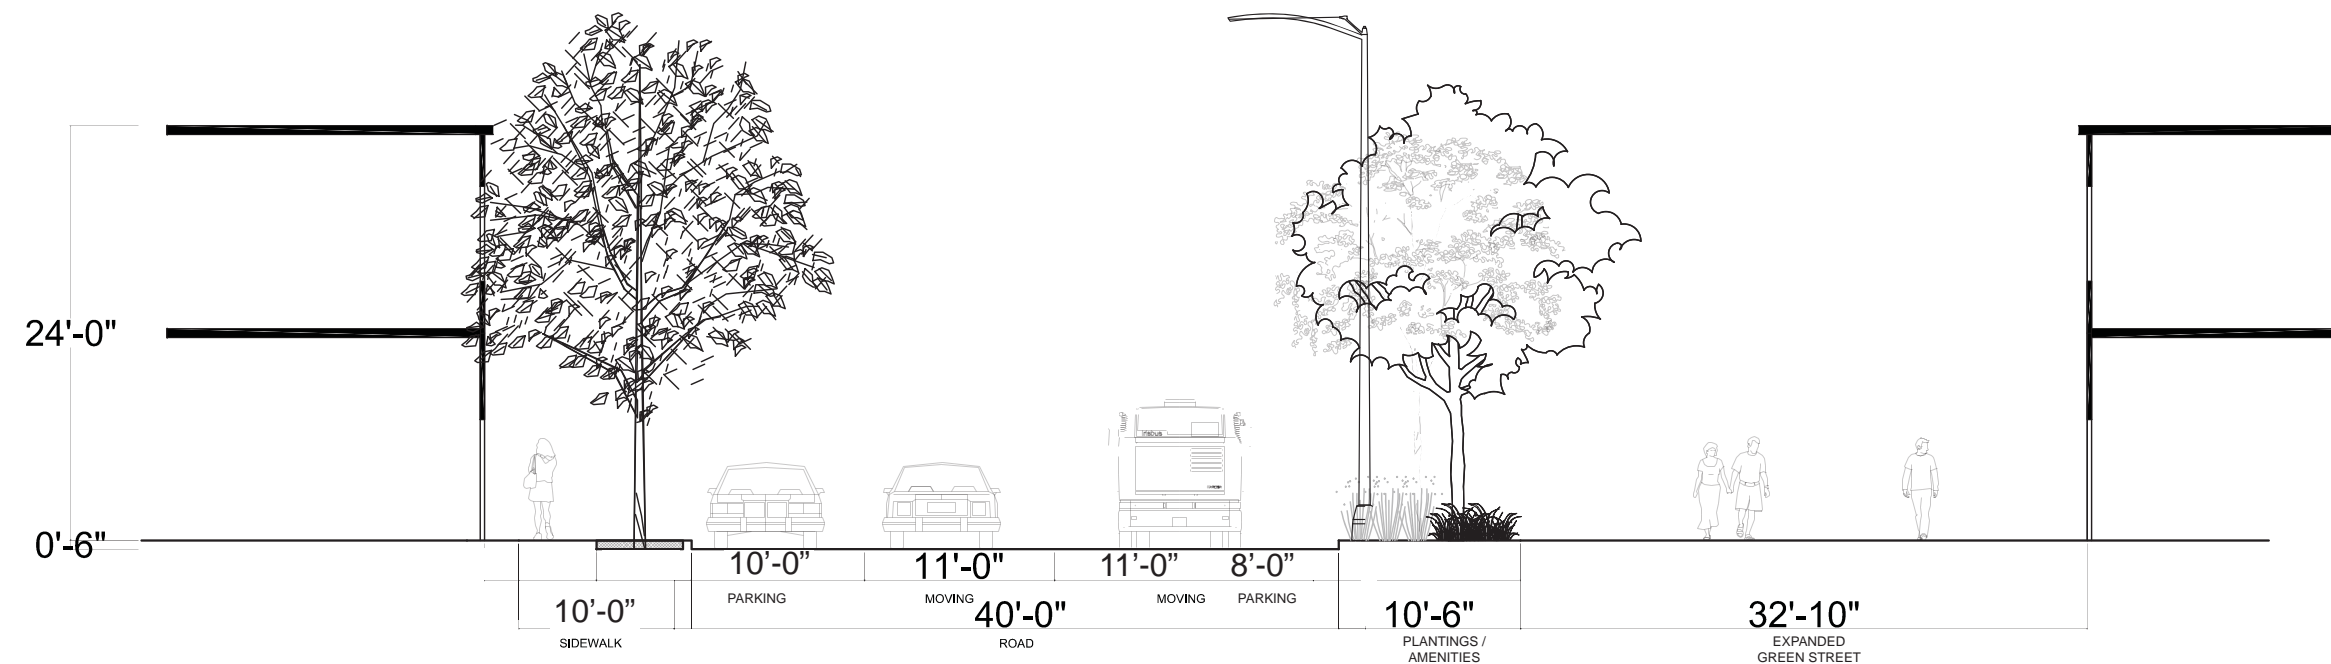 24'-0"
irisbus
0'-6"
10’-0” 11'-0" 11’-0” 8’-0”
PARKING MOVING MOVING PARKING
10’-0” 40'-0" 10'-6" 32'-10"
SIDEWALK ROAD PLANTINGS / EXPANDED
AMENITIES GREEN STREET